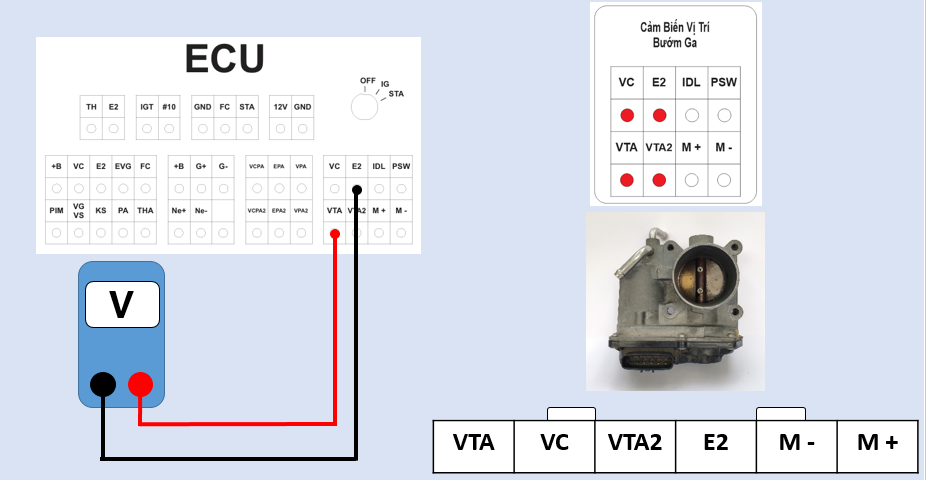 ECU
OFF IG STA
TH E2 IGT #10 GND FC STA 12V GND
+B VC E2 EVG FC +B G+ G- VCPA EPA VPA VC E2 IDL PSW
PIM VG VS KS PA THA Ne+ Ne- VCPA2 EPA2 VPA2 VTA VTA2 M + M -
V
Cảm Biến Vị Trí
Bướm Ga
VC E2 IDL PSW
VTA VTA2 M + M -
VTA VC VTA2 E2 M - M +